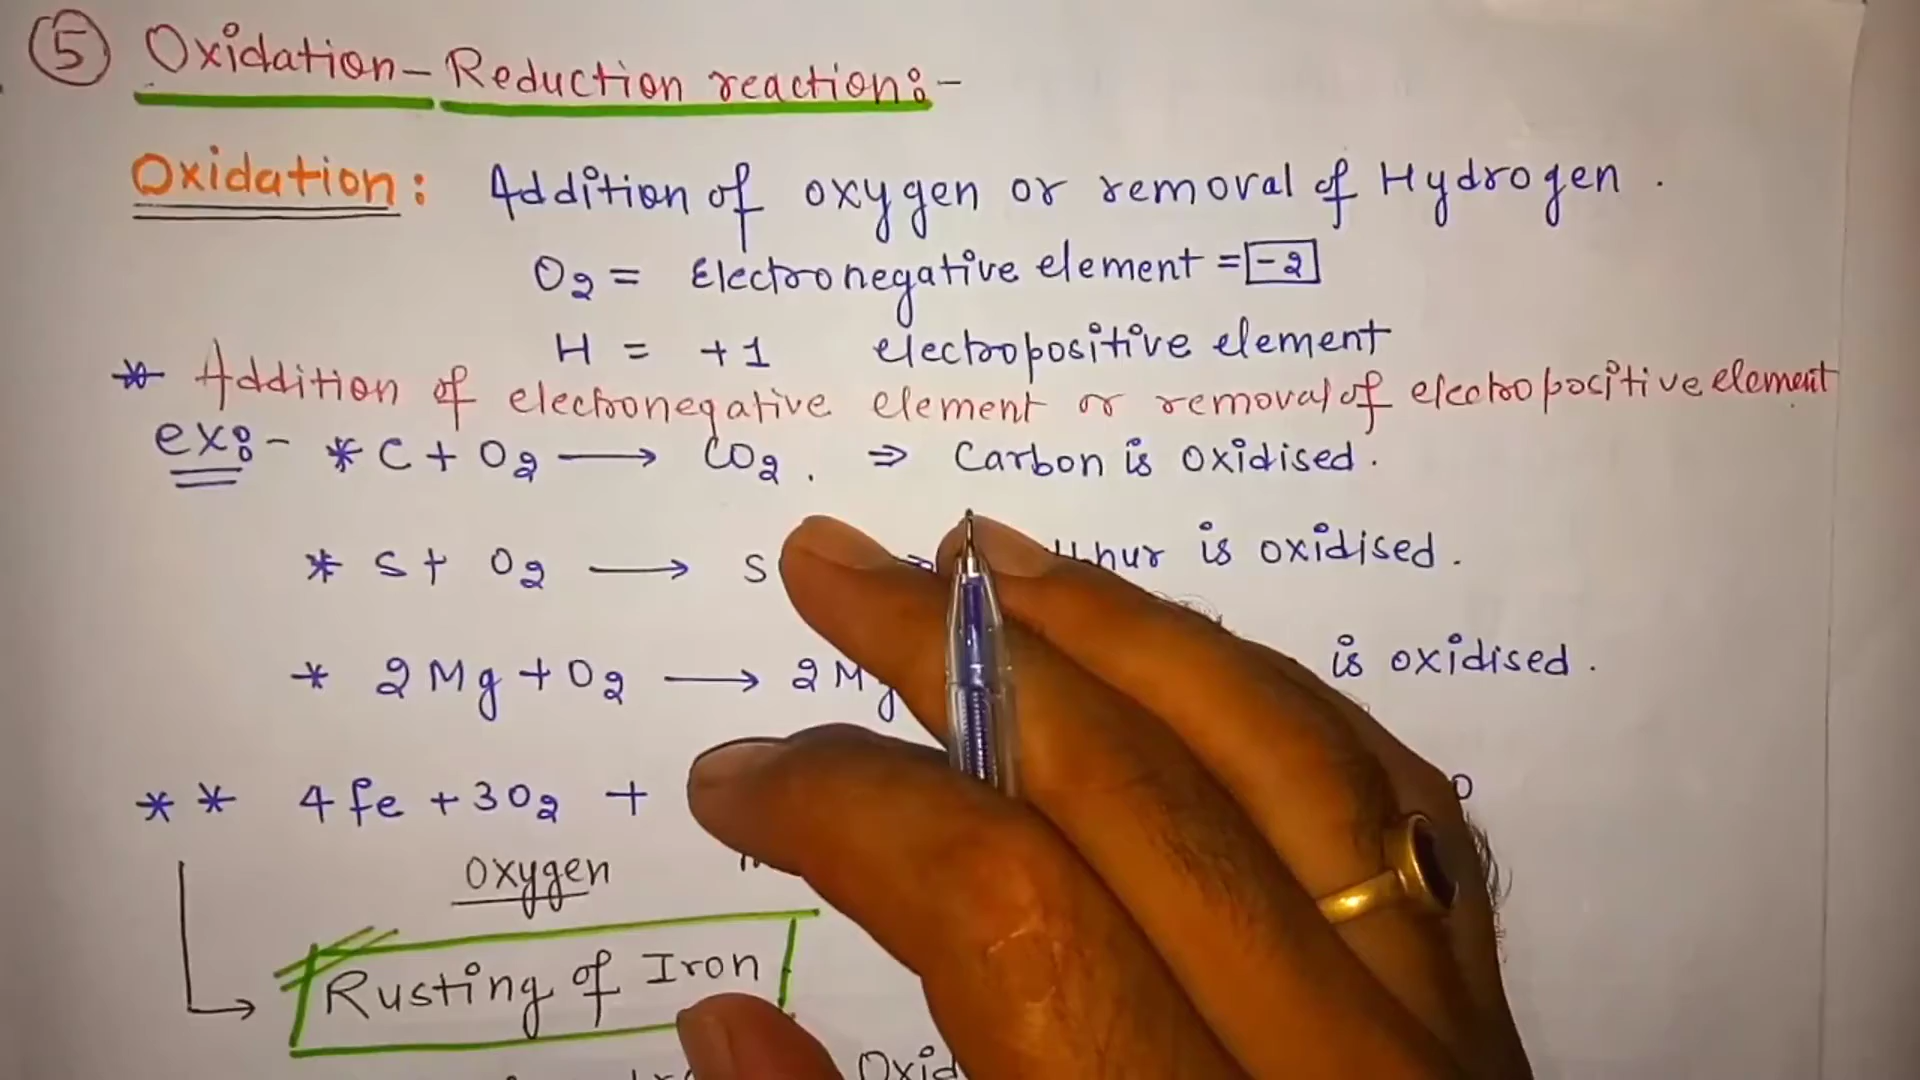 5 Oxidation-Reduction reaction:-
Oxidation: Addition of oxygen or removal of Hydrogen.
O2 = Electronegative element = -2
H = +1 electropositive element
* Addition of electronegative element or removal of electropositive element
ex:- * C + O2 → CO2. ⇒ Carbon is oxidised.
* S + O2 → S is oxidised.
* 2Mg + O2 → 2Mg is oxidised.
* * 4fe + 3O2 +
oxygen
Rusting of Iron